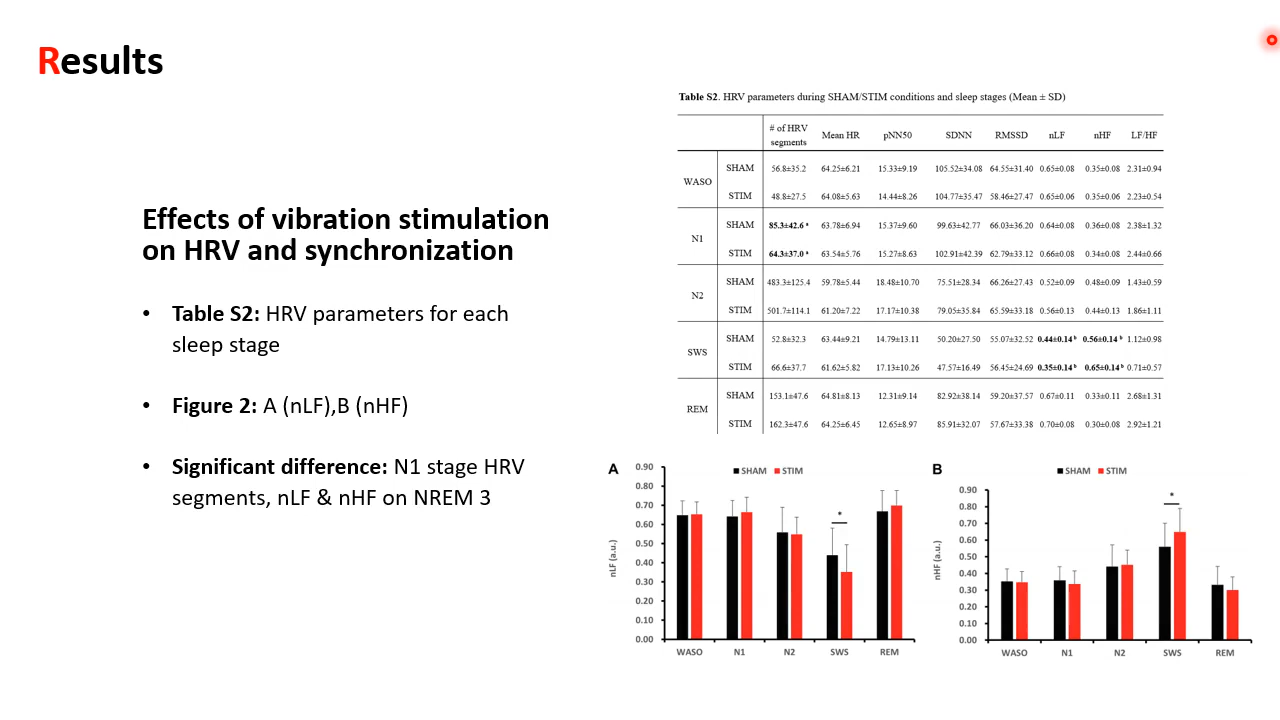 Results
Effects of vibration stimulation
on HRV and synchronization
• Table S2: HRV parameters for each
sleep stage
• Figure 2: A (nLF),B (nHF)
• Significant difference: N1 stage HRV
segments, nLF & nHF on NREM 3
Table S2. HRV parameters during SHAM/STIM conditions and sleep stages (Mean ± SD)
# of HRV segments Mean HR pNN50 SDNN RMSSD nLF nHF LF/HF
WASO
SHAM 56.8±35.2 64.25±6.21 15.33±9.19 105.52±34.08 64.55±31.40 0.65±0.08 0.35±0.08 2.31±0.94
STIM 48.8±27.5 64.08±5.63 14.44±8.26 104.77±35.47 58.46±27.47 0.65±0.06 0.35±0.06 2.23±0.54
N1
SHAM 85.3±42.6 a 63.78±6.94 15.37±9.60 99.63±42.77 66.03±36.20 0.64±0.08 0.36±0.08 2.38±1.32
STIM 64.3±37.0 a 63.54±5.76 15.27±8.63 102.91±42.39 62.79±33.12 0.66±0.08 0.34±0.08 2.44±0.66
N2
SHAM 483.3±125.4 59.78±5.44 18.48±10.70 75.51±28.34 66.26±27.43 0.52±0.09 0.48±0.09 1.43±0.59
STIM 501.7±114.1 61.20±7.22 17.17±10.38 79.05±35.84 65.59±33.18 0.56±0.13 0.44±0.13 1.86±1.11
SWS
SHAM 52.8±32.3 63.44±9.21 14.79±13.11 50.20±27.50 55.07±32.52 0.44±0.14 b 0.56±0.14 b 1.12±0.98
STIM 66.6±37.7 61.62±5.82 17.13±10.26 47.57±16.49 56.45±24.69 0.35±0.14 b 0.65±0.14 b 0.71±0.57
REM
SHAM 153.1±47.6 64.81±8.13 12.31±9.14 82.92±38.14 59.20±37.57 0.67±0.11 0.33±0.11 2.68±1.31
STIM 162.3±47.6 64.25±6.45 12.65±8.97 85.91±32.07 57.67±33.38 0.70±0.08 0.30±0.08 2.92±1.21
A
SHAM STIM
nLF (a.u.)
0.90
0.80
0.70
0.60
0.50
0.40
0.30
0.20
0.10
0.00
*
WASO N1 N2 SWS REM
B
SHAM STIM
nHF (a.u.)
0.90
0.80
0.70
0.60
0.50
0.40
0.30
0.20
0.10
0.00
*
WASO N1 N2 SWS REM